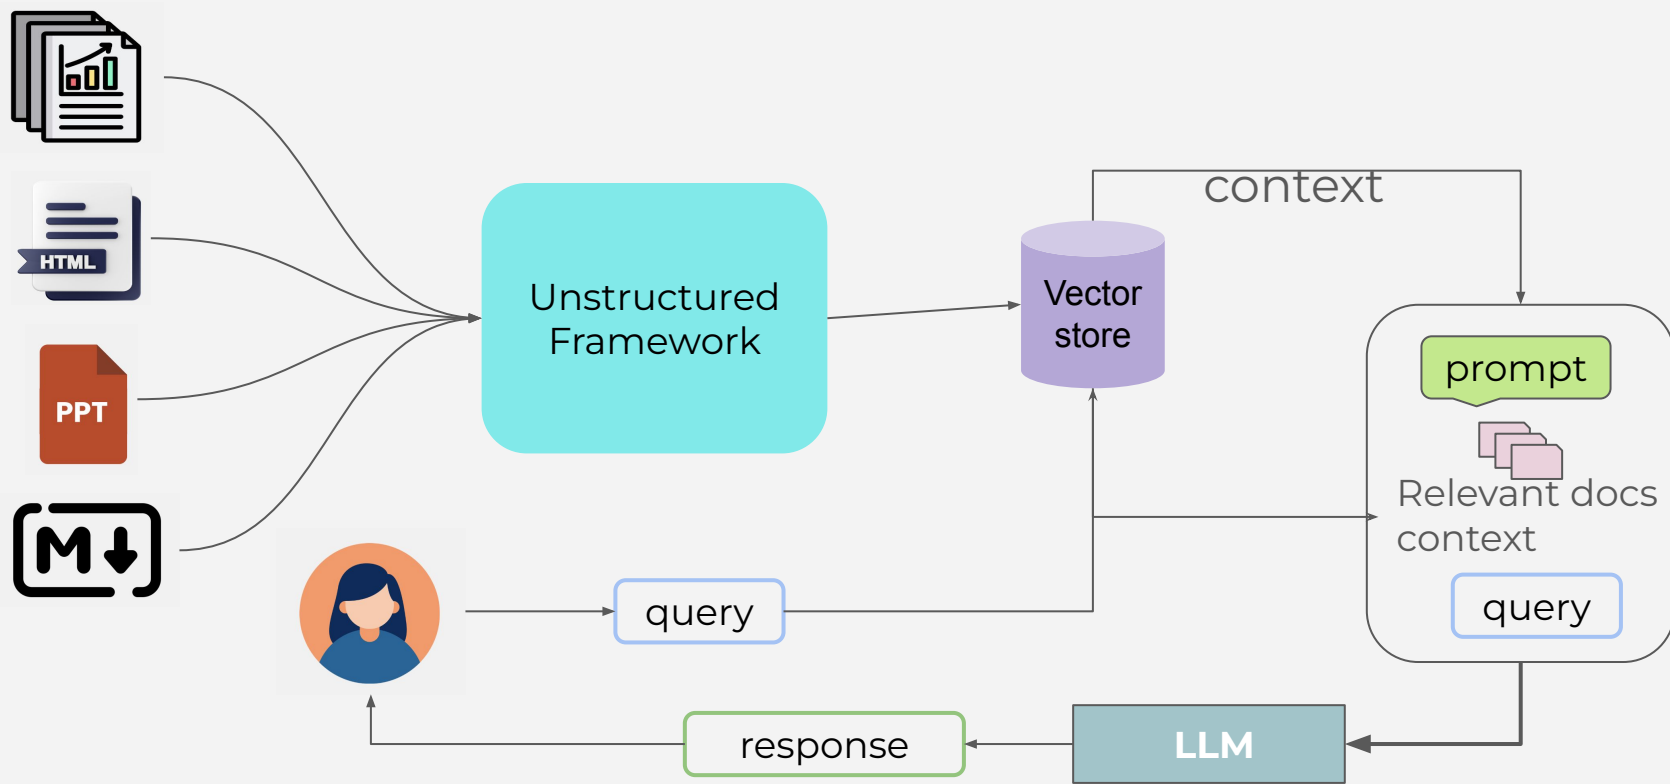 HTML
PPT
M
Unstructured
Framework
Vector
store
context
prompt
Relevant docs
context
query
query
response
LLM